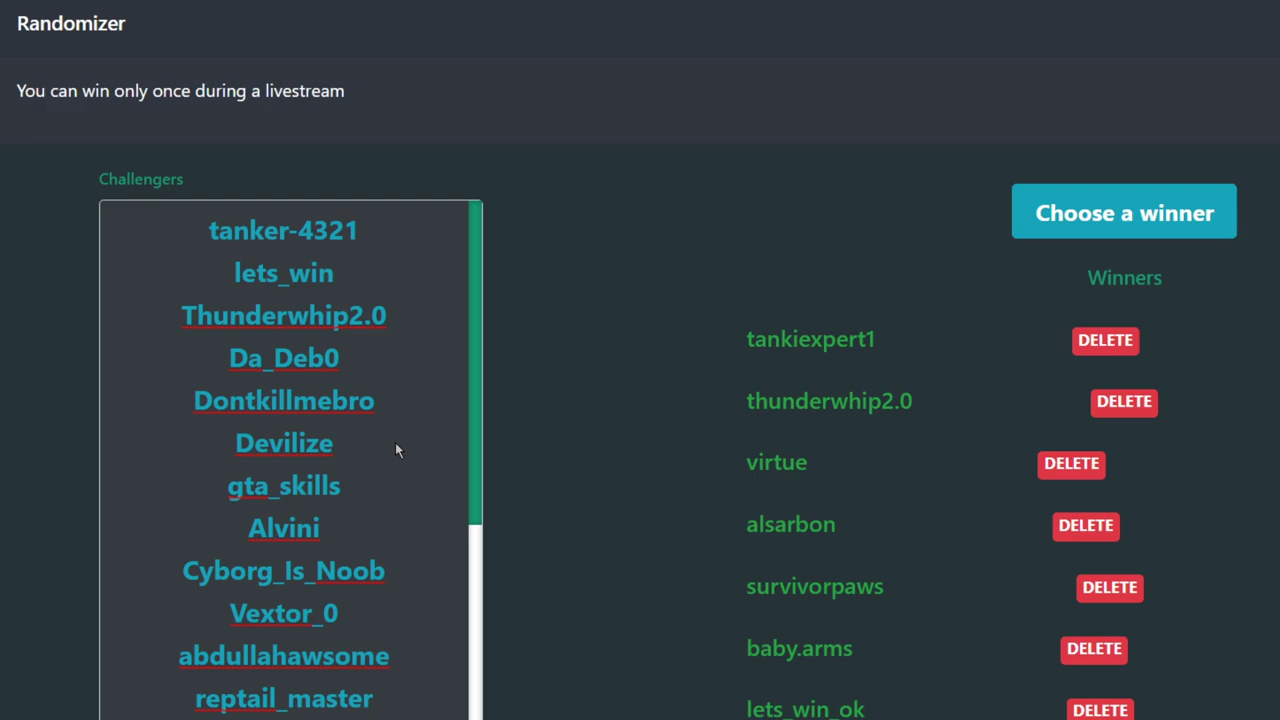 Randomizer
You can win only once during a livestream
Challengers
tanker-4321
lets_win
Thunderwhip2.0
Da_Deb0
Dontkillmebro
Devilize
gta_skills
Alvini
Cyborg_Is_Noob
Vextor_0
abdullahawsome
reptail_master
Choose a winner
Winners
tankiexpert1 DELETE
thunderwhip2.0 DELETE
virtue DELETE
alsarbon DELETE
survivorpaws DELETE
baby.arms DELETE
lets_win_ok DELETE